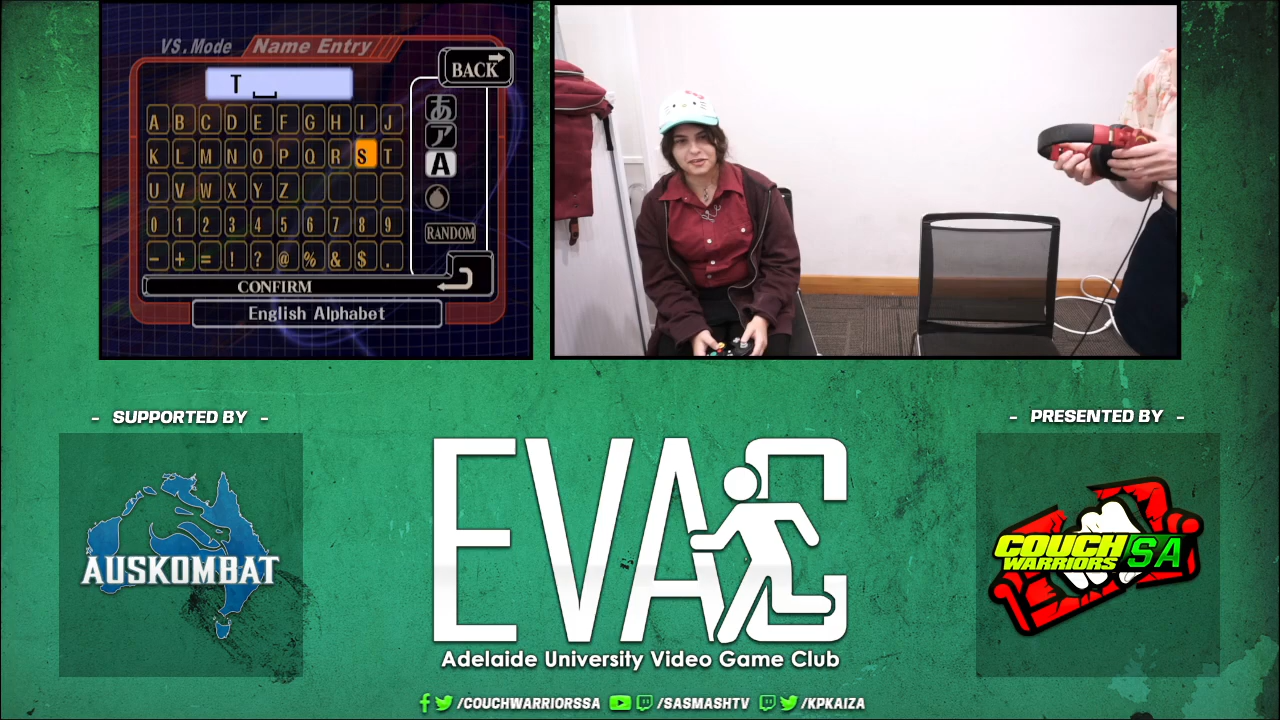 VS.Mode Name Entry
BACK
T
あ
ア
A
A B C D E F G H I J
K L M N O P Q R S T
U V W X Y Z
0 1 2 3 4 5 6 7 8 9
- + = ! ? @ % & $ .
RANDOM
CONFIRM
English Alphabet
- SUPPORTED BY -
AUSKOMBAT
EVAC
Adelaide University Video Game Club
- PRESENTED BY -
COUCH WARRIORS SA
/COUCHWARRIORSSA /SASMASHTV /KPKAIZA